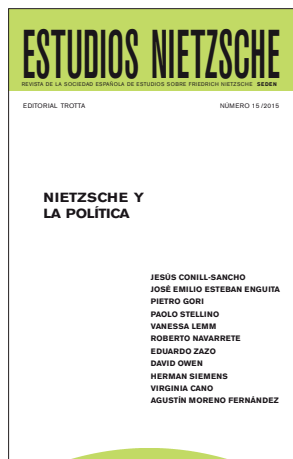 ESTUDIOS NIETZSCHE
REVISTA DE LA SOCIEDAD ESPAÑOLA DE ESTUDIOS SOBRE FRIEDRICH NIETZSCHE SEDEN
EDITORIAL TROTTA NÚMERO 15/2015
NIETZSCHE Y
LA POLÍTICA
JESÚS CONILL-SANCHO
JOSÉ EMILIO ESTEBAN ENGUITA
PIETRO GORI
PAOLO STELLINO
VANESSA LEMM
ROBERTO NAVARRETE
EDUARDO ZAZO
DAVID OWEN
HERMAN SIEMENS
VIRGINIA CANO
AGUSTÍN MORENO FERNÁNDEZ